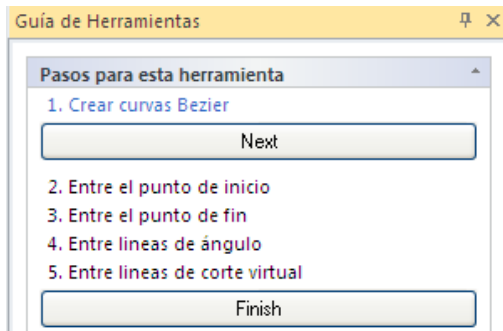 Guía de Herramientas
Pasos para esta herramienta
1. Crear curvas Bezier
Next
2. Entre el punto de inicio
3. Entre el punto de fin
4. Entre lineas de ángulo
5. Entre lineas de corte virtual
Finish